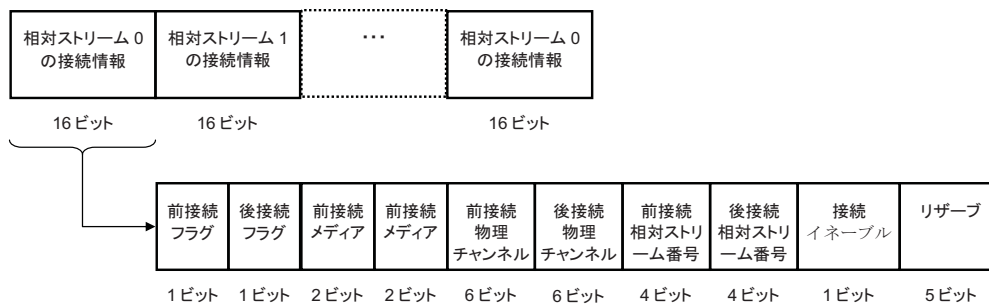 相対ストリーム 0
の接続情報
相対ストリーム 1
の接続情報
…
相対ストリーム 0
の接続情報
16 ビット
16 ビット
16 ビット
前接続
フラグ
後接続
フラグ
前接続
メディア
前接続
メディア
前接続
物理
チャンネル
後接続
物理
チャンネル
前接続
相対ストリ
ーム番号
後接続
相対ストリ
ーム番号
接続
イネーブル
リザーブ
1 ビット
1 ビット
2 ビット
2 ビット
6 ビット
6 ビット
4 ビット
4 ビット
1 ビット
5 ビット